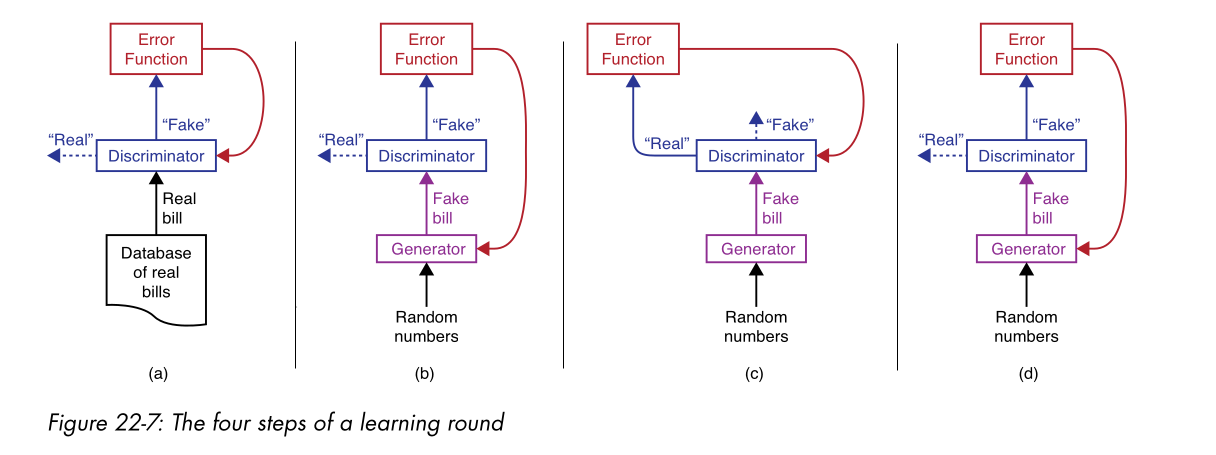 Error
Function
"Real"
"Fake"
Discriminator
Real
bill
Database
of real
bills
(a)
Error
Function
"Real"
"Fake"
Discriminator
Fake
bill
Generator
Random
numbers
(b)
Error
Function
"Real"
"Fake"
Discriminator
Fake
bill
Generator
Random
numbers
(c)
Error
Function
"Real"
"Fake"
Discriminator
Fake
bill
Generator
Random
numbers
(d)
Figure 22-7: The four steps of a learning round